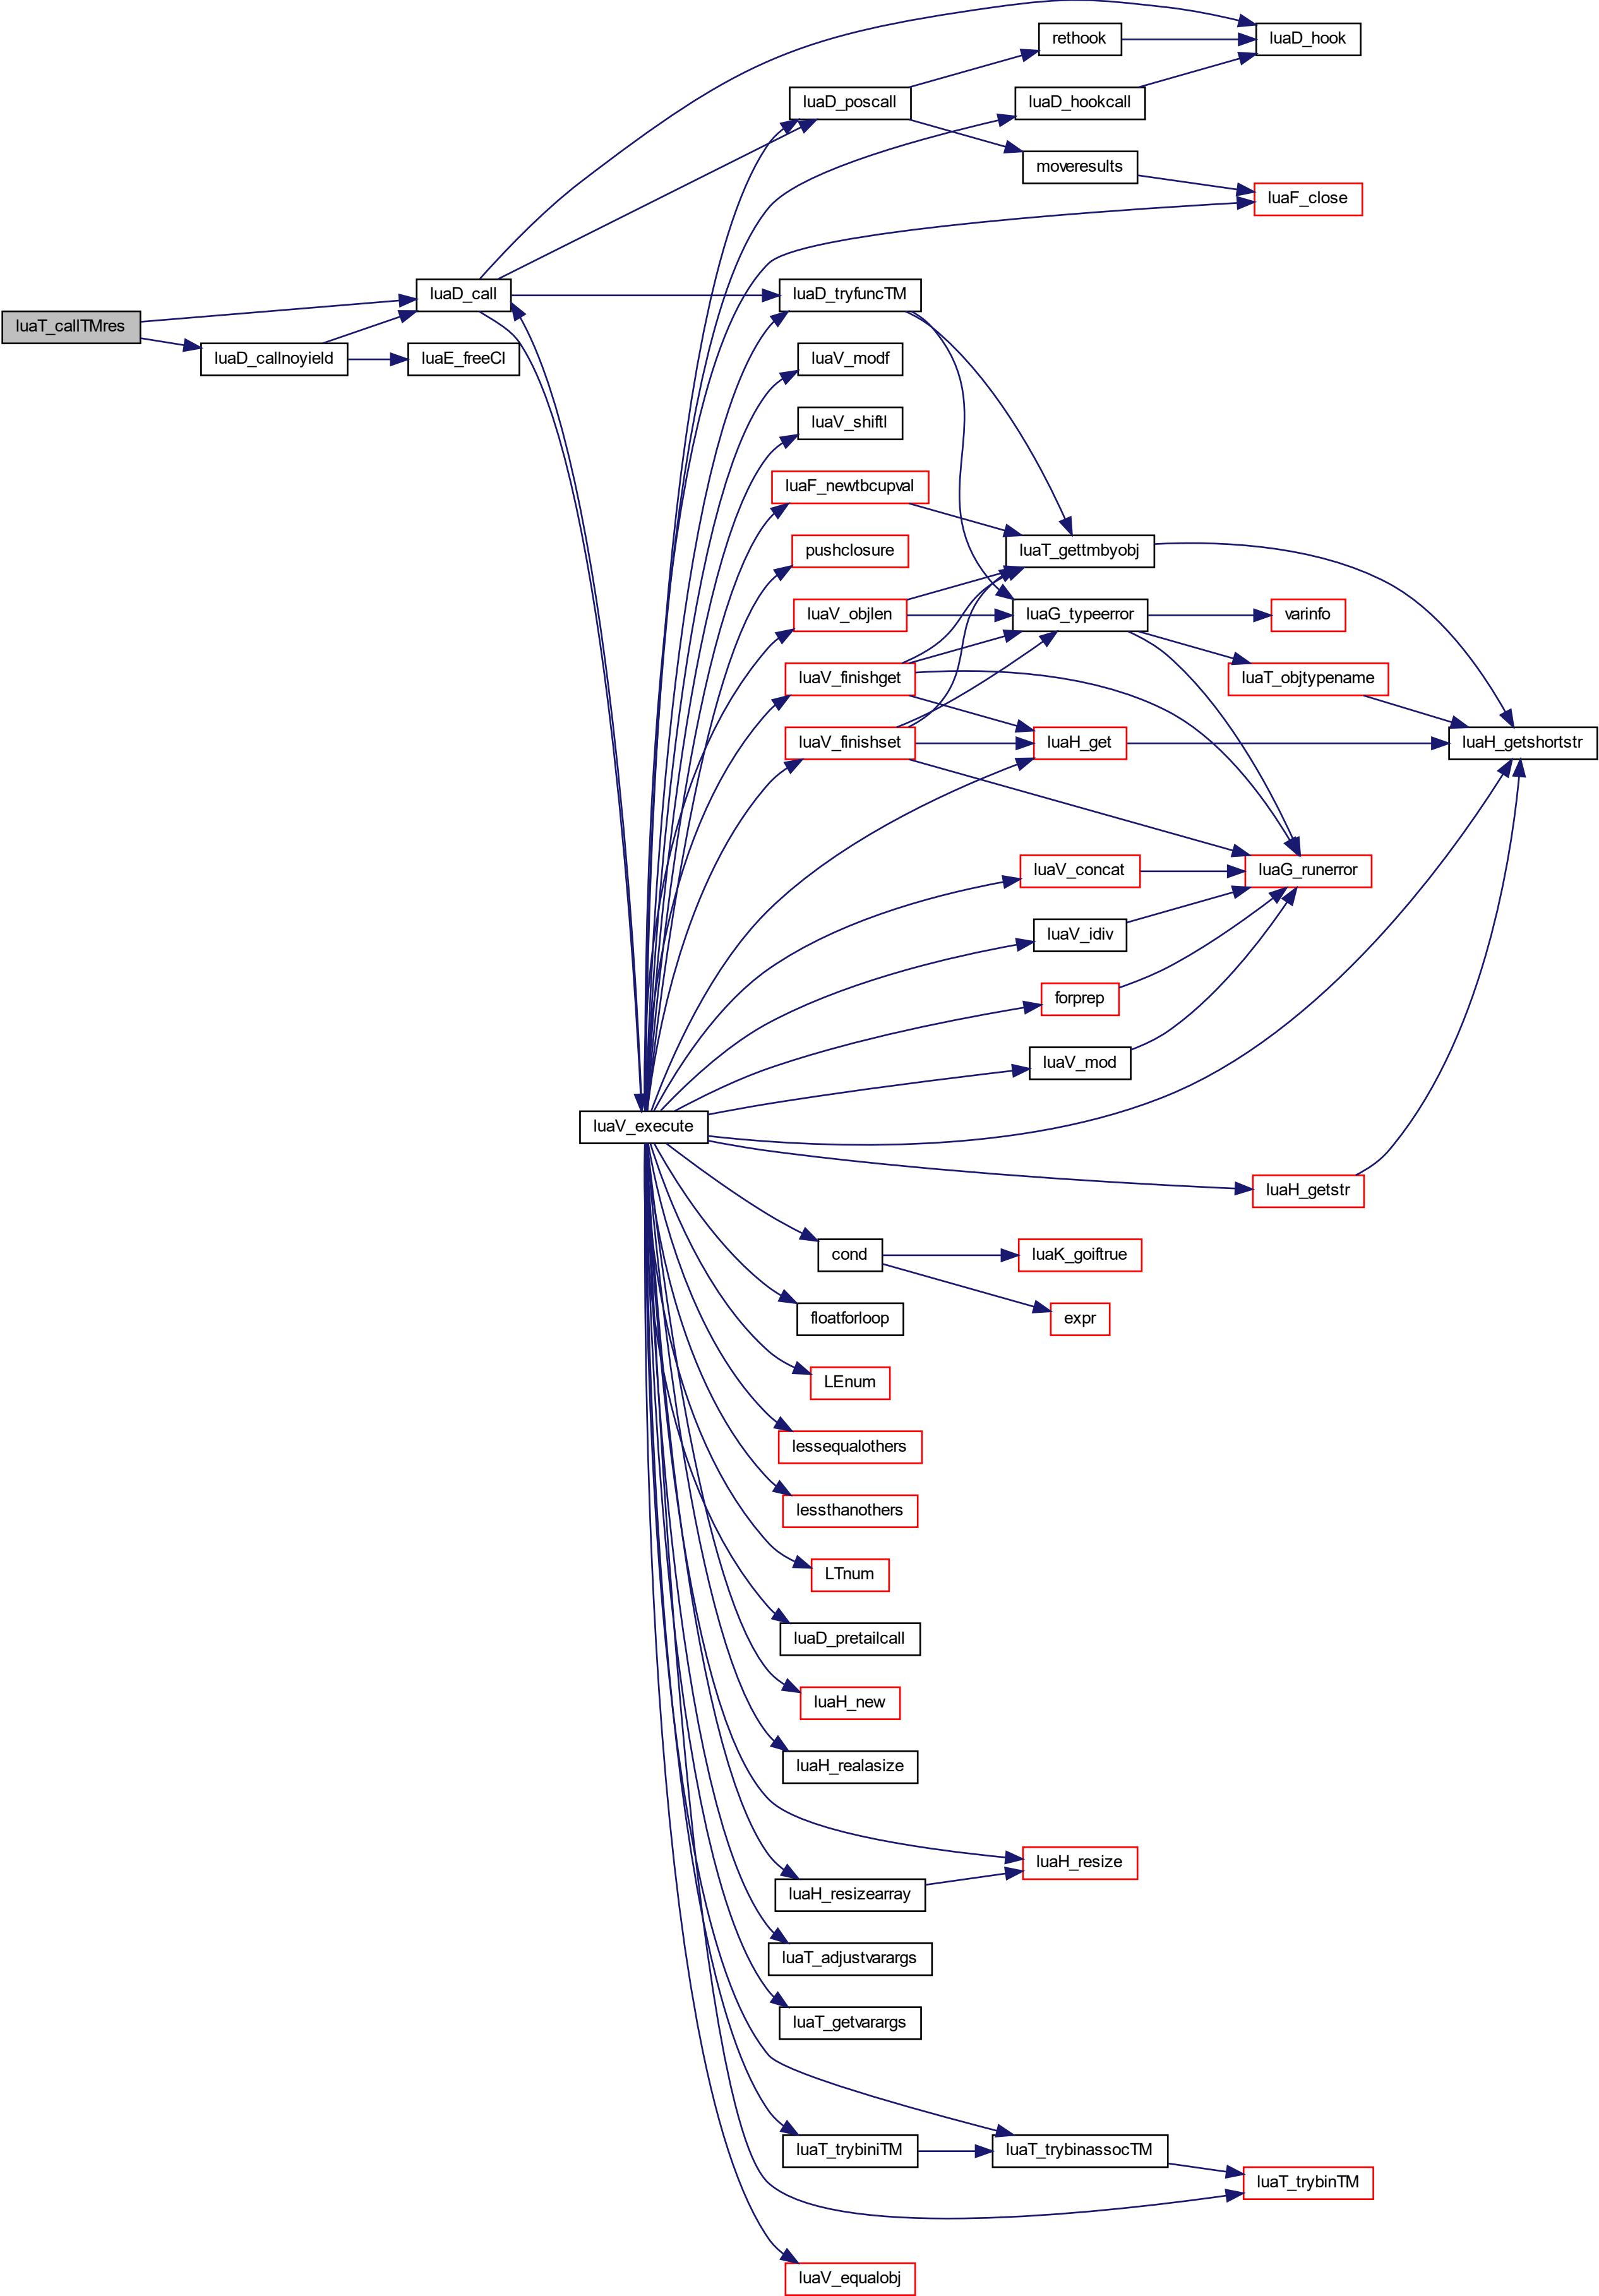 rethook
luaD_hook
luaD_poscall
luaD_hookcall
moveresults
luaF_close
luaD_call
luaD_tryfuncTM
luaT_callTMres
luaD_callnoyield
luaE_freeCI
luaV_modf
luaV_shiftl
luaF_newtbcupval
pushclosure
luaT_gettmbyobj
luaV_objlen
luaG_typeerror
varinfo
luaV_finishget
luaT_objtypename
luaV_finishset
luaH_get
luaH_getshortstr
luaV_concat
luaG_runerror
luaV_idiv
forprep
luaV_mod
luaV_execute
luaH_getstr
cond
luaK_goiftrue
floatforloop
expr
LEnum
lessequalothers
lessthanothers
LTnum
luaD_pretailcall
luaH_new
luaH_realasize
luaH_resize
luaH_resizearray
luaT_adjustvarargs
luaT_getvarargs
luaT_trybiniTM
luaT_trybinassocTM
luaT_trybinTM
luaV_equalobj